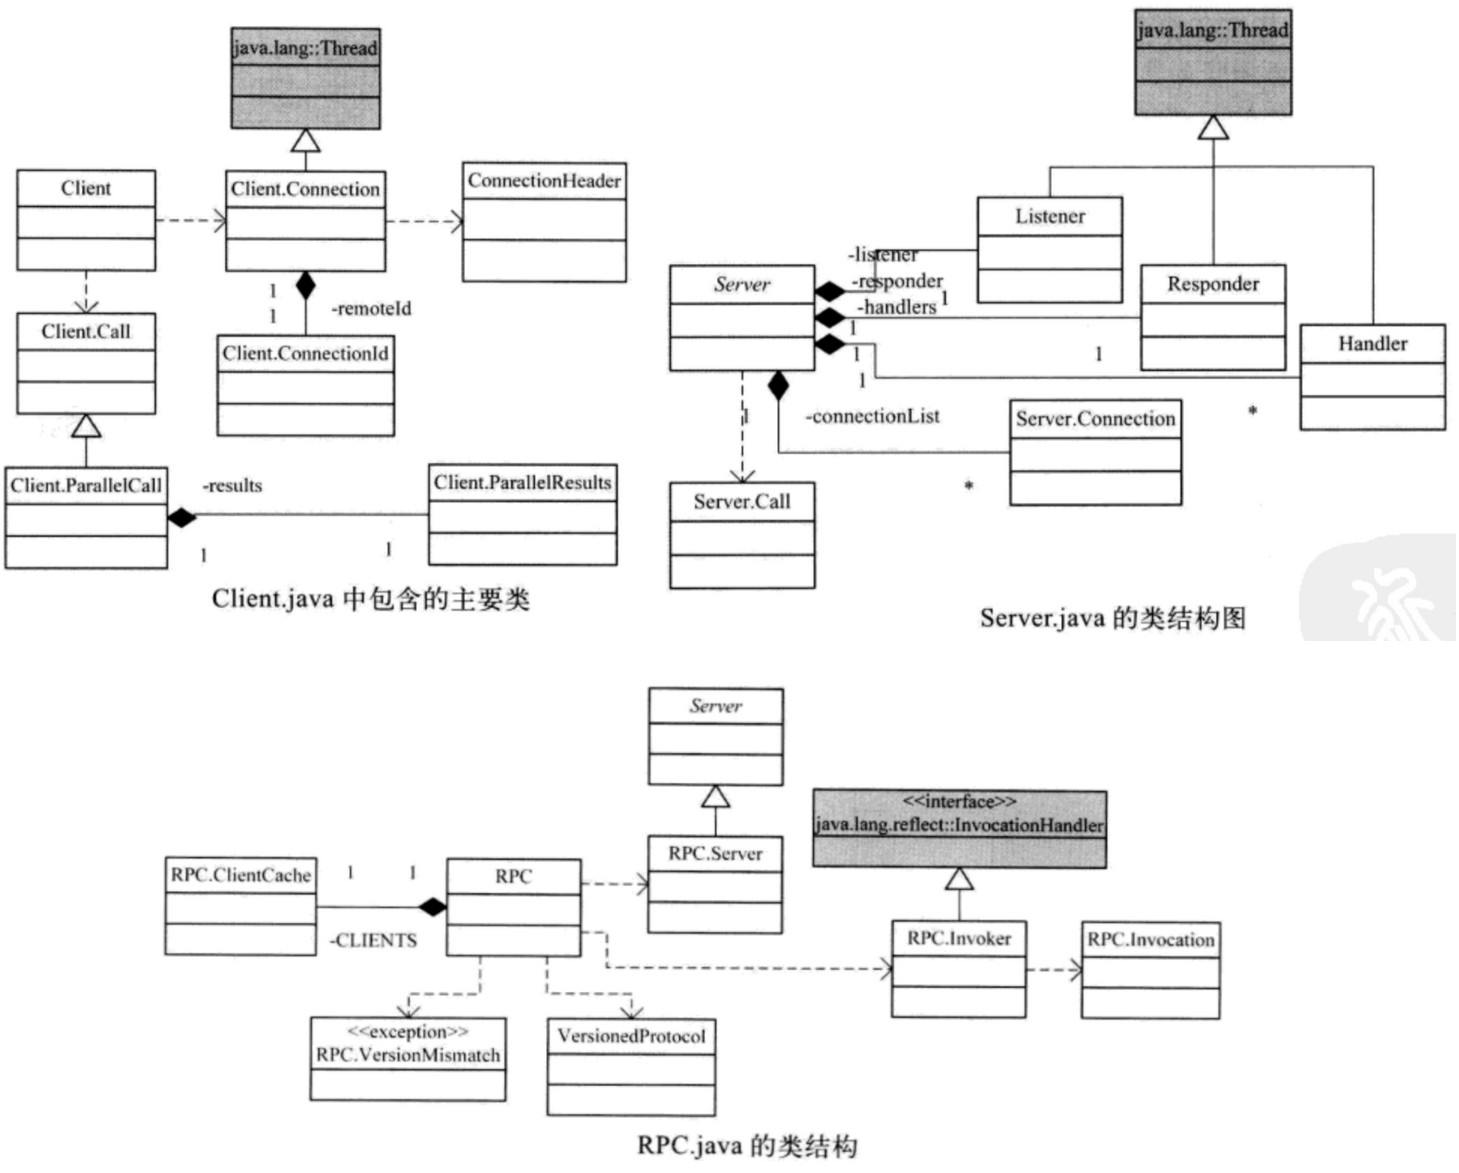 java.lang::Thread
Client
Client.Connection
ConnectionHeader
1
1
-remoteId
Client.Call
Client.ConnectionId
Client.ParallelCall
-results
Client.ParallelResults
1
1
Client.java 中包含的主要类
java.lang::Thread
Listener
-listener
Server
-responder
Responder
1
-handlers
1
Handler
1
1
1
1
-connectionList
*
Server.Connection
*
Server.Call
Server.java 的类结构图
浙
Server
<<interface>>
java.lang.reflect::InvocationHandler
RPC.Server
RPC.ClientCache
1
1
RPC
-CLIENTS
RPC.Invoker
RPC.Invocation
<<exception>>
RPC.VersionMismatch
VersionedProtocol
RPC.java 的类结构